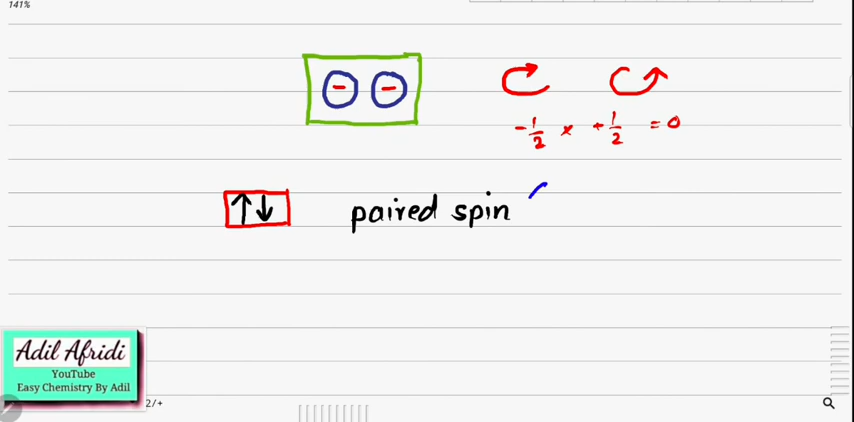 141%
- -
-1/2 x +1/2 = 0
↑↓ paired spin
Adil Afridi
YouTube
Easy Chemistry By Adil
2/+